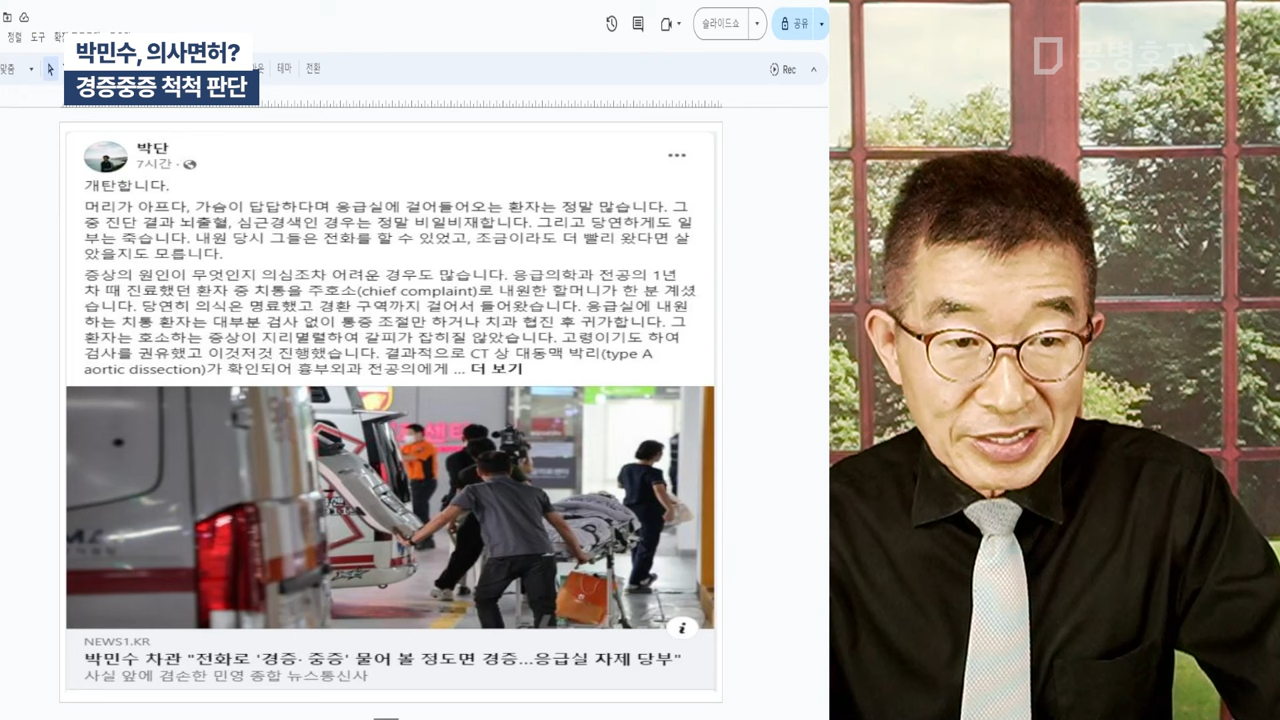 정렬 도구
슬라이드쇼
공유
박민수, 의사면허?
경증중증 척척 판단
맞춤
테마
전환
Rec
공병호TV
박단
7시간
개탄합니다.
머리가 아프다, 가슴이 답답하다며 응급실에 걸어들어오는 환자는 정말 많습니다. 그
중 진단 결과 뇌출혈, 심근경색인 경우는 정말 비일비재합니다. 그리고 당연하게도 일
부는 죽습니다. 내원 당시 그들은 전화를 할 수 있었고, 조금이라도 더 빨리 왔다면 살
았을지도 모릅니다.
증상의 원인이 무엇인지 의심조차 어려운 경우도 많습니다. 응급의학과 전공의 1년
차 때 진료했던 환자 중 치통을 주호소(chief complaint)로 내원한 할머니가 한 분 계셨
습니다. 당연히 의식은 명료했고 경환 구역까지 걸어서 들어왔습니다. 응급실에 내원
하는 치통 환자는 대부분 검사 없이 통증 조절만 하거나 치과 협진 후 귀가합니다. 그
환자는 호소하는 증상이 지리멸렬하여 갈피가 잡히질 않았습니다. 고령이기도 하여
검사를 권유했고 이것저것 진행했습니다. 결과적으로 CT 상 대동맥 박리(type A
aortic dissection)가 확인되어 흉부외과 전공의에게 ... 더 보기
NEWS1.KR
박민수 차관 "전화로 '경증·중증' 물어 볼 정도면 경증...응급실 자제 당부"
사실 앞에 겸손한 민영 종합 뉴스통신사